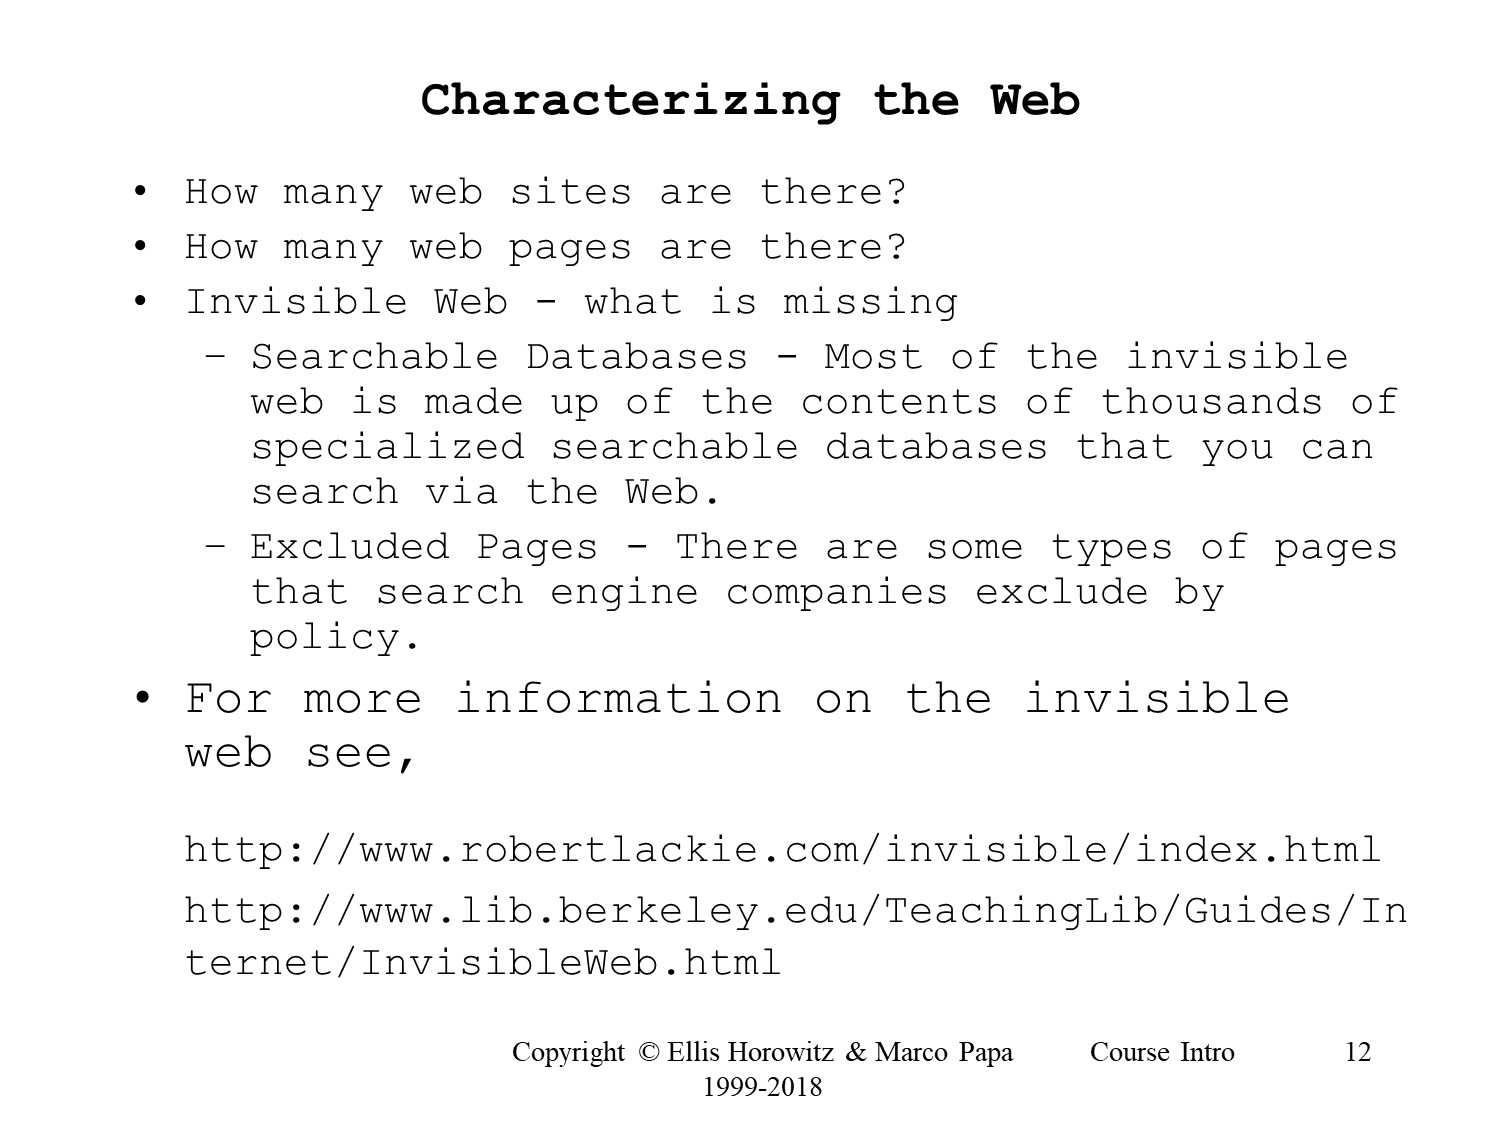 Characterizing the Web
• How many web sites are there?
• How many web pages are there?
• Invisible Web - what is missing
– Searchable Databases - Most of the invisible
web is made up of the contents of thousands of
specialized searchable databases that you can
search via the Web.
– Excluded Pages - There are some types of pages
that search engine companies exclude by
policy.
• For more information on the invisible
web see,
http://www.robertlackie.com/invisible/index.html
http://www.lib.berkeley.edu/TeachingLib/Guides/In
ternet/InvisibleWeb.html
Copyright © Ellis Horowitz & Marco Papa Course Intro 12
1999-2018